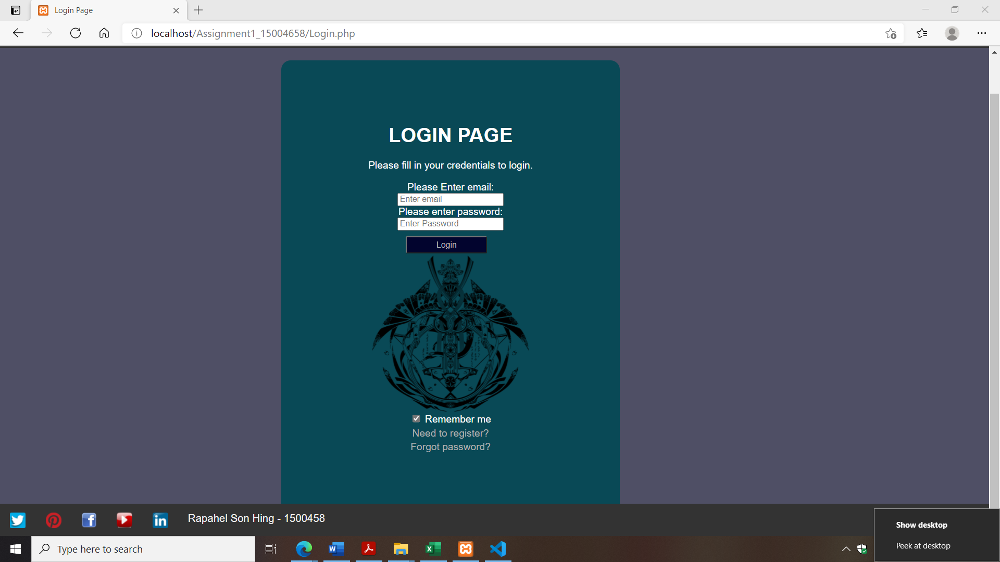 Login Page
localhost/Assignment1_15004658/Login.php
LOGIN PAGE
Please fill in your credentials to login.
Please Enter email:
Enter email
Please enter password:
Enter Password
Login
Remember me
Need to register?
Forgot password?
Rapahel Son Hing - 1500458
Show desktop
Peek at desktop
Type here to search